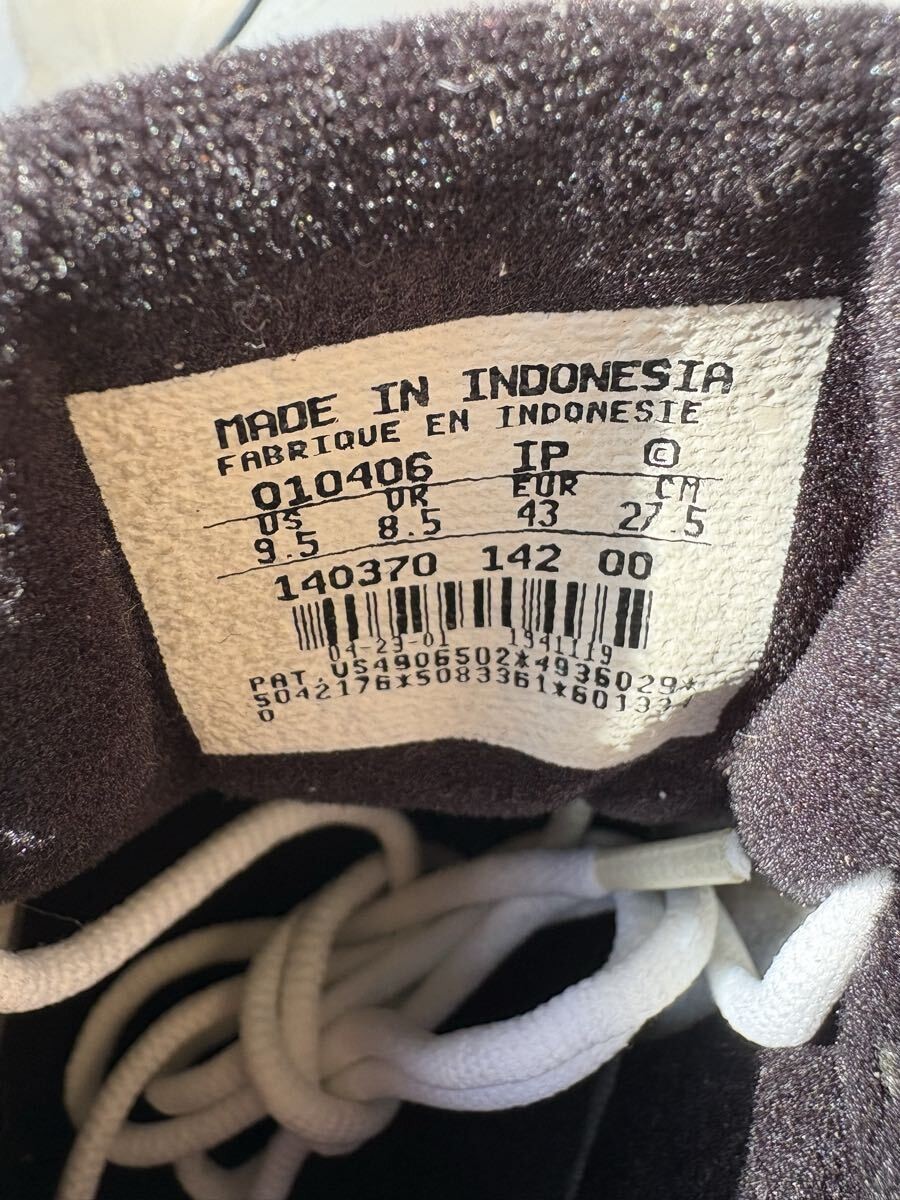 MADE IN INDONESIA
FABRIQUE EN INDONESIE
010406 IP ©
US UK EUR CM
9.5 8.5 43 27.5
140370 142 00
04-23-01 1941119
PAT.US4906502*4936029*
5042176*5083361*
0